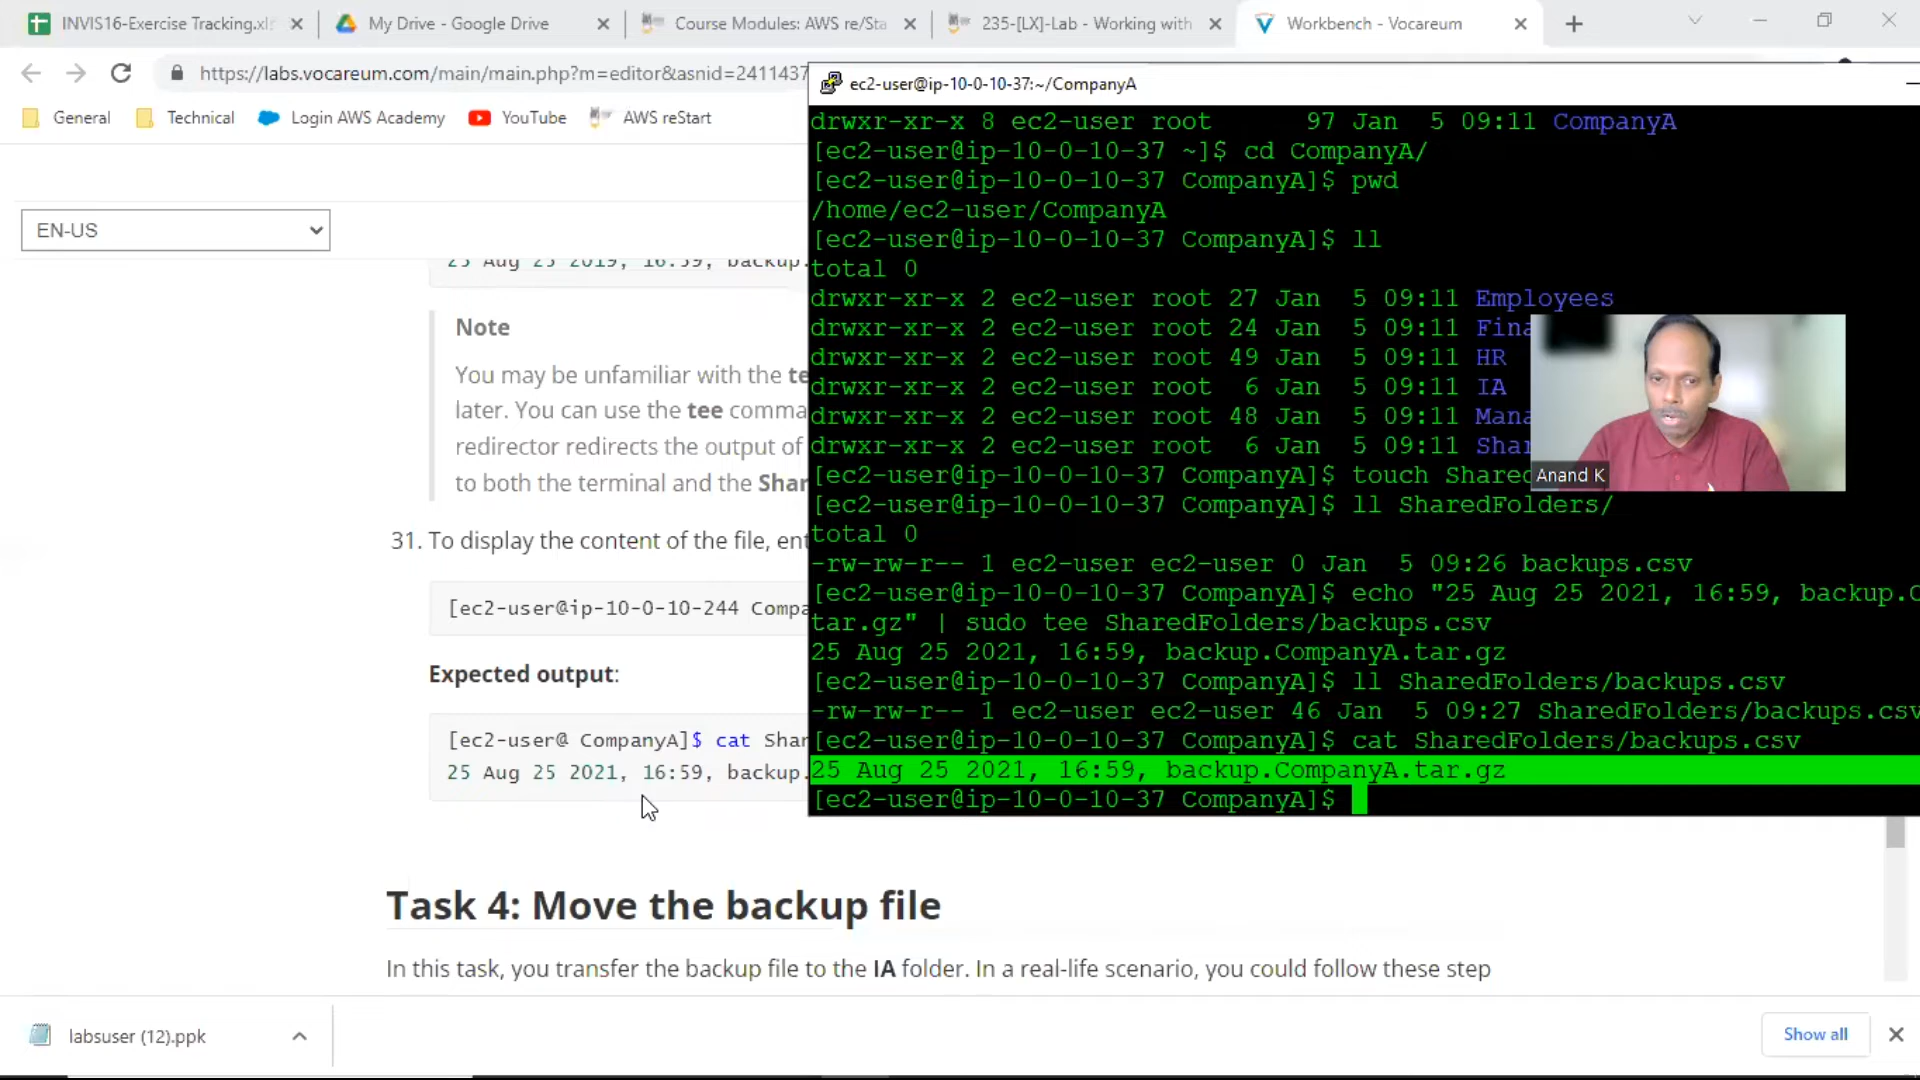 INVIS16-Exercise Tracking.xls
My Drive - Google Drive
Course Modules: AWS re/Sta
235-[LX]-Lab - Working with
Workbench - Vocareum
https://labs.vocareum.com/main/main.php?m=editor&asnid=2411437
General
Technical
Login AWS Academy
YouTube
AWS reStart
EN-US
25 Aug 25 2019, 16:59, backup.
Note
You may be unfamiliar with the te
later. You can use the tee comma
redirector redirects the output of
to both the terminal and the Shar
31. To display the content of the file, ent
[ec2-user@ip-10-0-10-244 Compa
Expected output:
[ec2-user@ CompanyA]$ cat Shar
25 Aug 25 2021, 16:59, backup.
Task 4: Move the backup file
In this task, you transfer the backup file to the IA folder. In a real-life scenario, you could follow these step
ec2-user@ip-10-0-10-37:~/CompanyA
drwxr-xr-x 8 ec2-user root 97 Jan 5 09:11 CompanyA
[ec2-user@ip-10-0-10-37 ~]$ cd CompanyA/
[ec2-user@ip-10-0-10-37 CompanyA]$ pwd
/home/ec2-user/CompanyA
[ec2-user@ip-10-0-10-37 CompanyA]$ ll
total 0
drwxr-xr-x 2 ec2-user root 27 Jan 5 09:11 Employees
drwxr-xr-x 2 ec2-user root 24 Jan 5 09:11 Fina
drwxr-xr-x 2 ec2-user root 49 Jan 5 09:11 HR
drwxr-xr-x 2 ec2-user root 6 Jan 5 09:11 IA
drwxr-xr-x 2 ec2-user root 48 Jan 5 09:11 Mana
drwxr-xr-x 2 ec2-user root 6 Jan 5 09:11 Shar
[ec2-user@ip-10-0-10-37 CompanyA]$ touch Shared
[ec2-user@ip-10-0-10-37 CompanyA]$ ll SharedFolders/
total 0
-rw-rw-r-- 1 ec2-user ec2-user 0 Jan 5 09:26 backups.csv
[ec2-user@ip-10-0-10-37 CompanyA]$ echo "25 Aug 25 2021, 16:59, backup.C
tar.gz" | sudo tee SharedFolders/backups.csv
25 Aug 25 2021, 16:59, backup.CompanyA.tar.gz
[ec2-user@ip-10-0-10-37 CompanyA]$ ll SharedFolders/backups.csv
-rw-rw-r-- 1 ec2-user ec2-user 46 Jan 5 09:27 SharedFolders/backups.csv
[ec2-user@ip-10-0-10-37 CompanyA]$ cat SharedFolders/backups.csv
25 Aug 25 2021, 16:59, backup.CompanyA.tar.gz
[ec2-user@ip-10-0-10-37 CompanyA]$
Anand K
labsuser (12).ppk
Show all